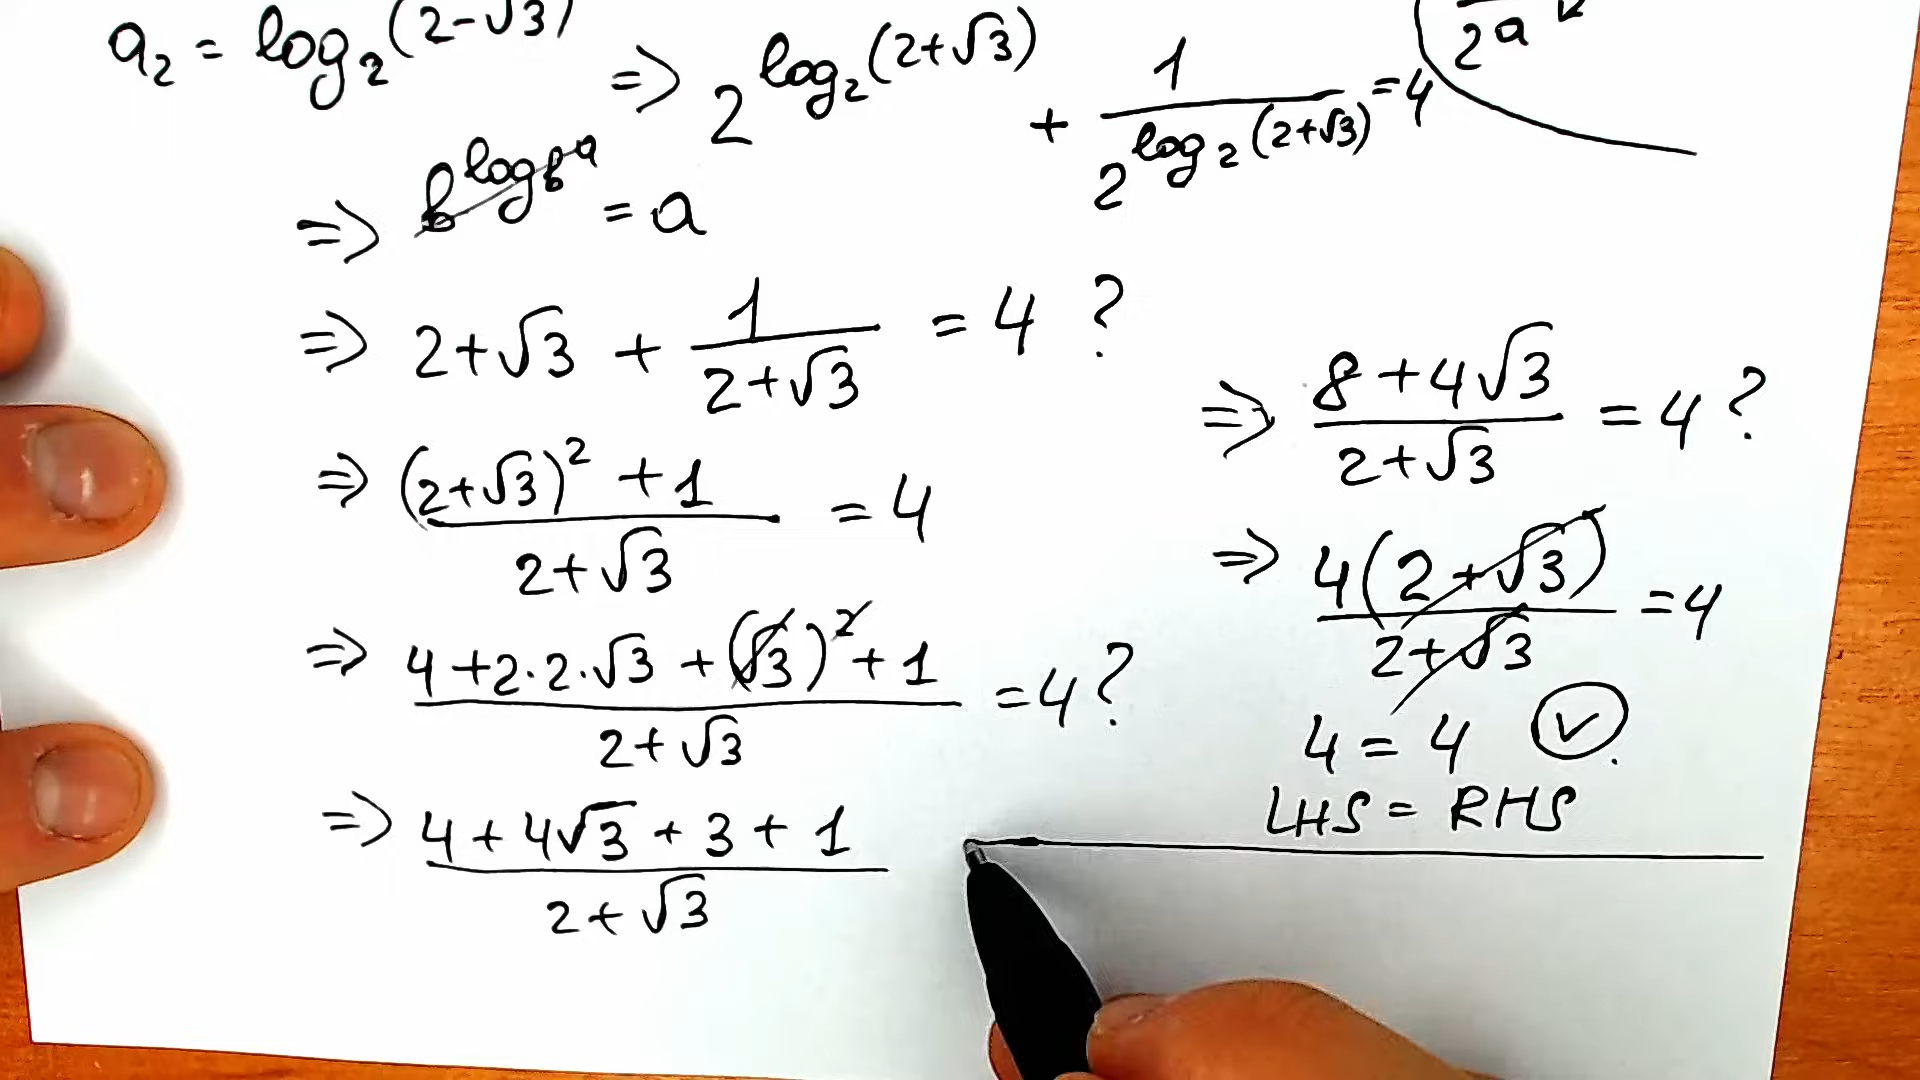 a₂ = log₂(2-√3)
=> 2^(log₂(2+√3)) + 1/(2^(log₂(2+√3))) = 4
2^a
=> b^(log_b a) = a
=> 2+√3 + 1/(2+√3) = 4 ?
=> ((2+√3)² + 1)/(2+√3) = 4
=> (4 + 2·2·√3 + (√3)² + 1)/(2+√3) = 4 ?
=> (4 + 4√3 + 3 + 1)/(2+√3)
=> (8 + 4√3)/(2+√3) = 4 ?
=> 4(2+√3)/(2+√3) = 4
4 = 4 ✓.
LHS = RHS